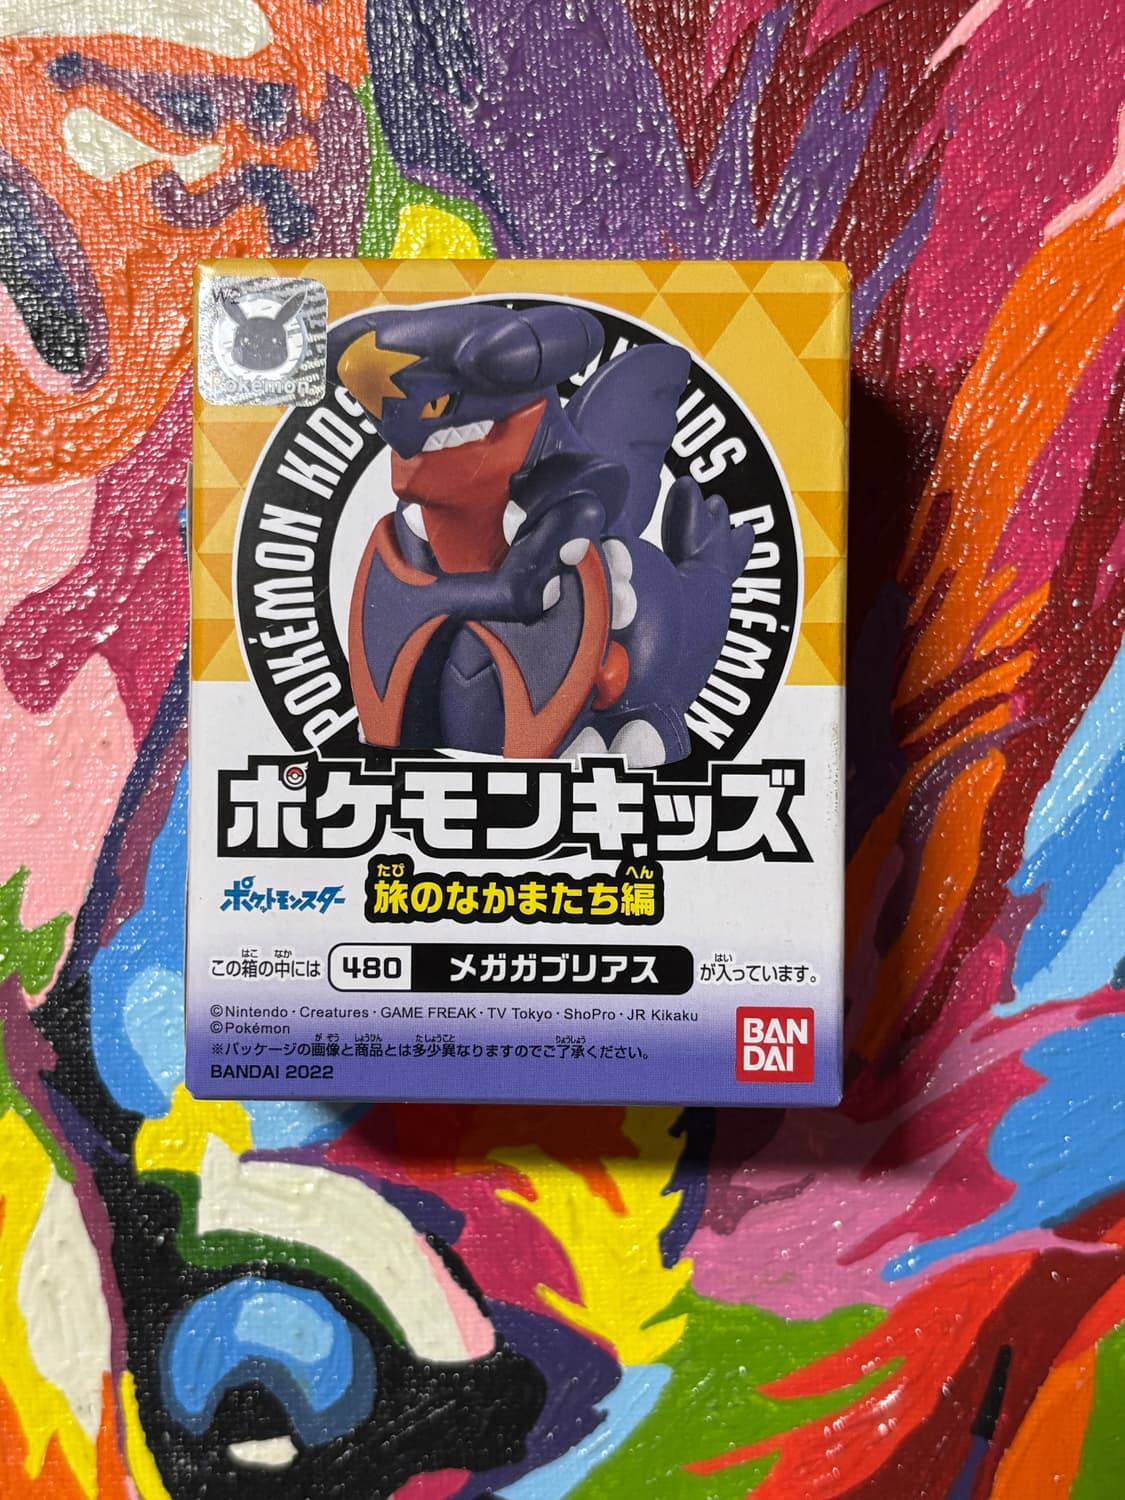 Pokémon
POKÉMON KIDS
KIDS POKÉMON
ポケモンキッズ
ポケットモンスター
旅のなかまたち編
たび
へん
はこ なか
はい
この箱の中には 480 メガガブリアス が入っています。
©Nintendo・Creatures・GAME FREAK・TV Tokyo・ShoPro・JR Kikaku
©Pokémon
がぞう しょうひん たしょうこと りょうしょう
※パッケージの画像と商品とは多少異なりますのでご了承ください。
BANDAI 2022
BAN
DAI